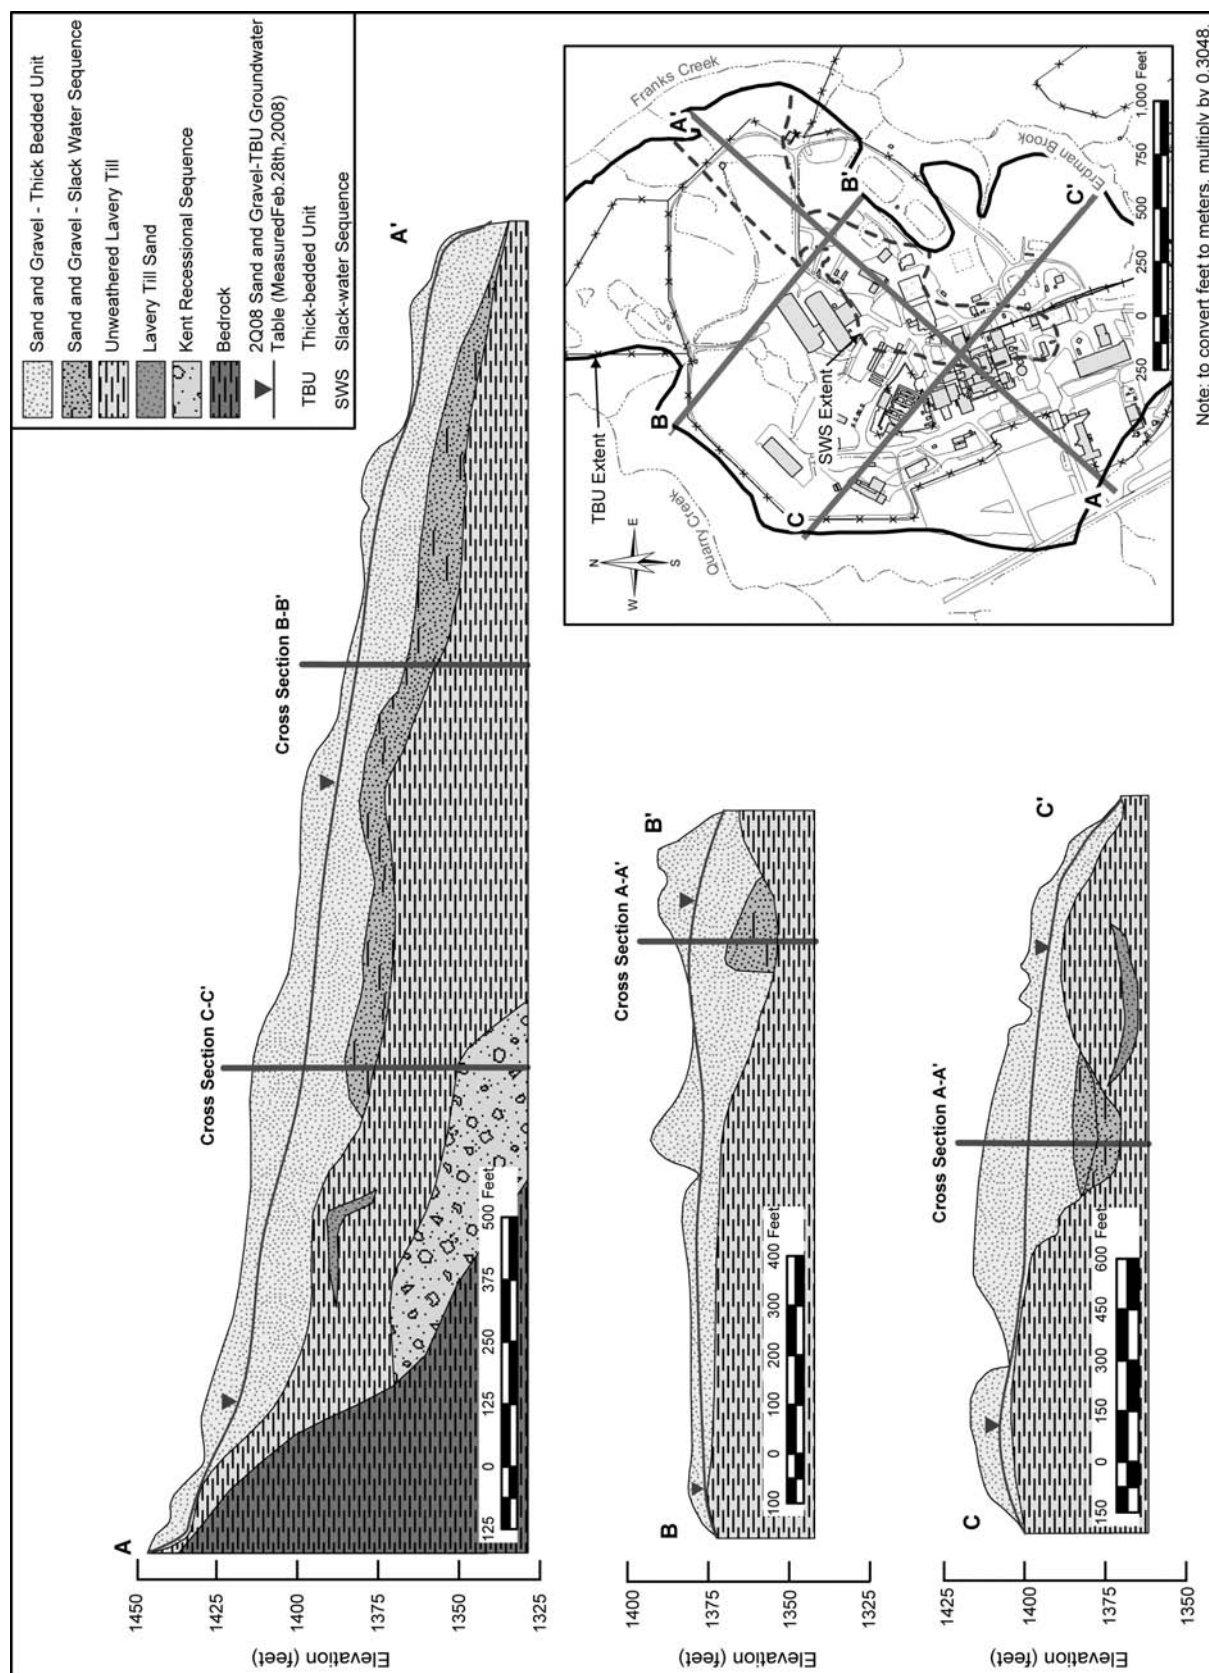 Sand and Gravel - Thick Bedded Unit
Sand and Gravel - Slack Water Sequence
Unweathered Lavery Till
Lavery Till Sand
Kent Recessional Sequence
Bedrock
2Q08-Sand and Gravel-TBU Groundwater
Table (MeasuredFeb.28th,2008)
TBU Thick-bedded Unit
SWS Slack-water Sequence
A
A'
Cross Section C-C'
Cross Section B-B'
Elevation (feet)
1450
1425
1400
1375
1350
1325
125 0 125 250 375 500 Feet
B
B'
Cross Section A-A'
Elevation (feet)
1400
1375
1350
100 0 100 200 300 400 Feet
C
C'
Cross Section A-A'
Elevation (feet)
1425
1400
1375
1350
150 0 150 300 450 600 Feet
N
W E
S
TBU Extent
SWS Extent
Quarry Creek
Franks Creek
Erdman Brook
A
A'
B
B'
C
C'
250 0 250 500 750 1,000 Feet
Note: to convert feet to meters, multiply by 0.3048.